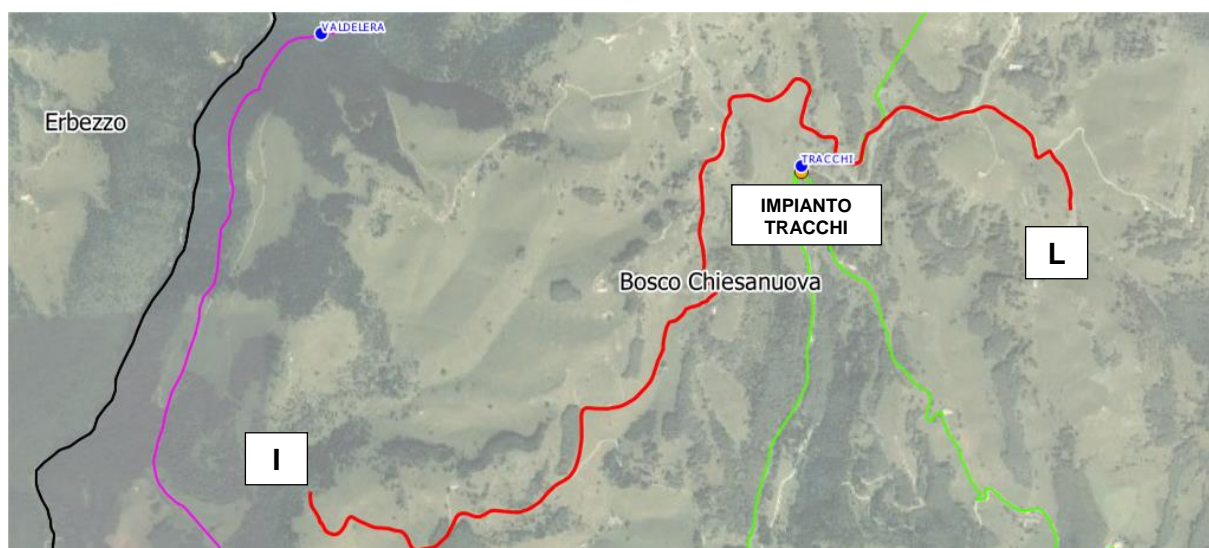 VALDELERA
Erbezzo
TRACCHI
IMPIANTO
TRACCHI
L
Bosco Chiesanuova
I